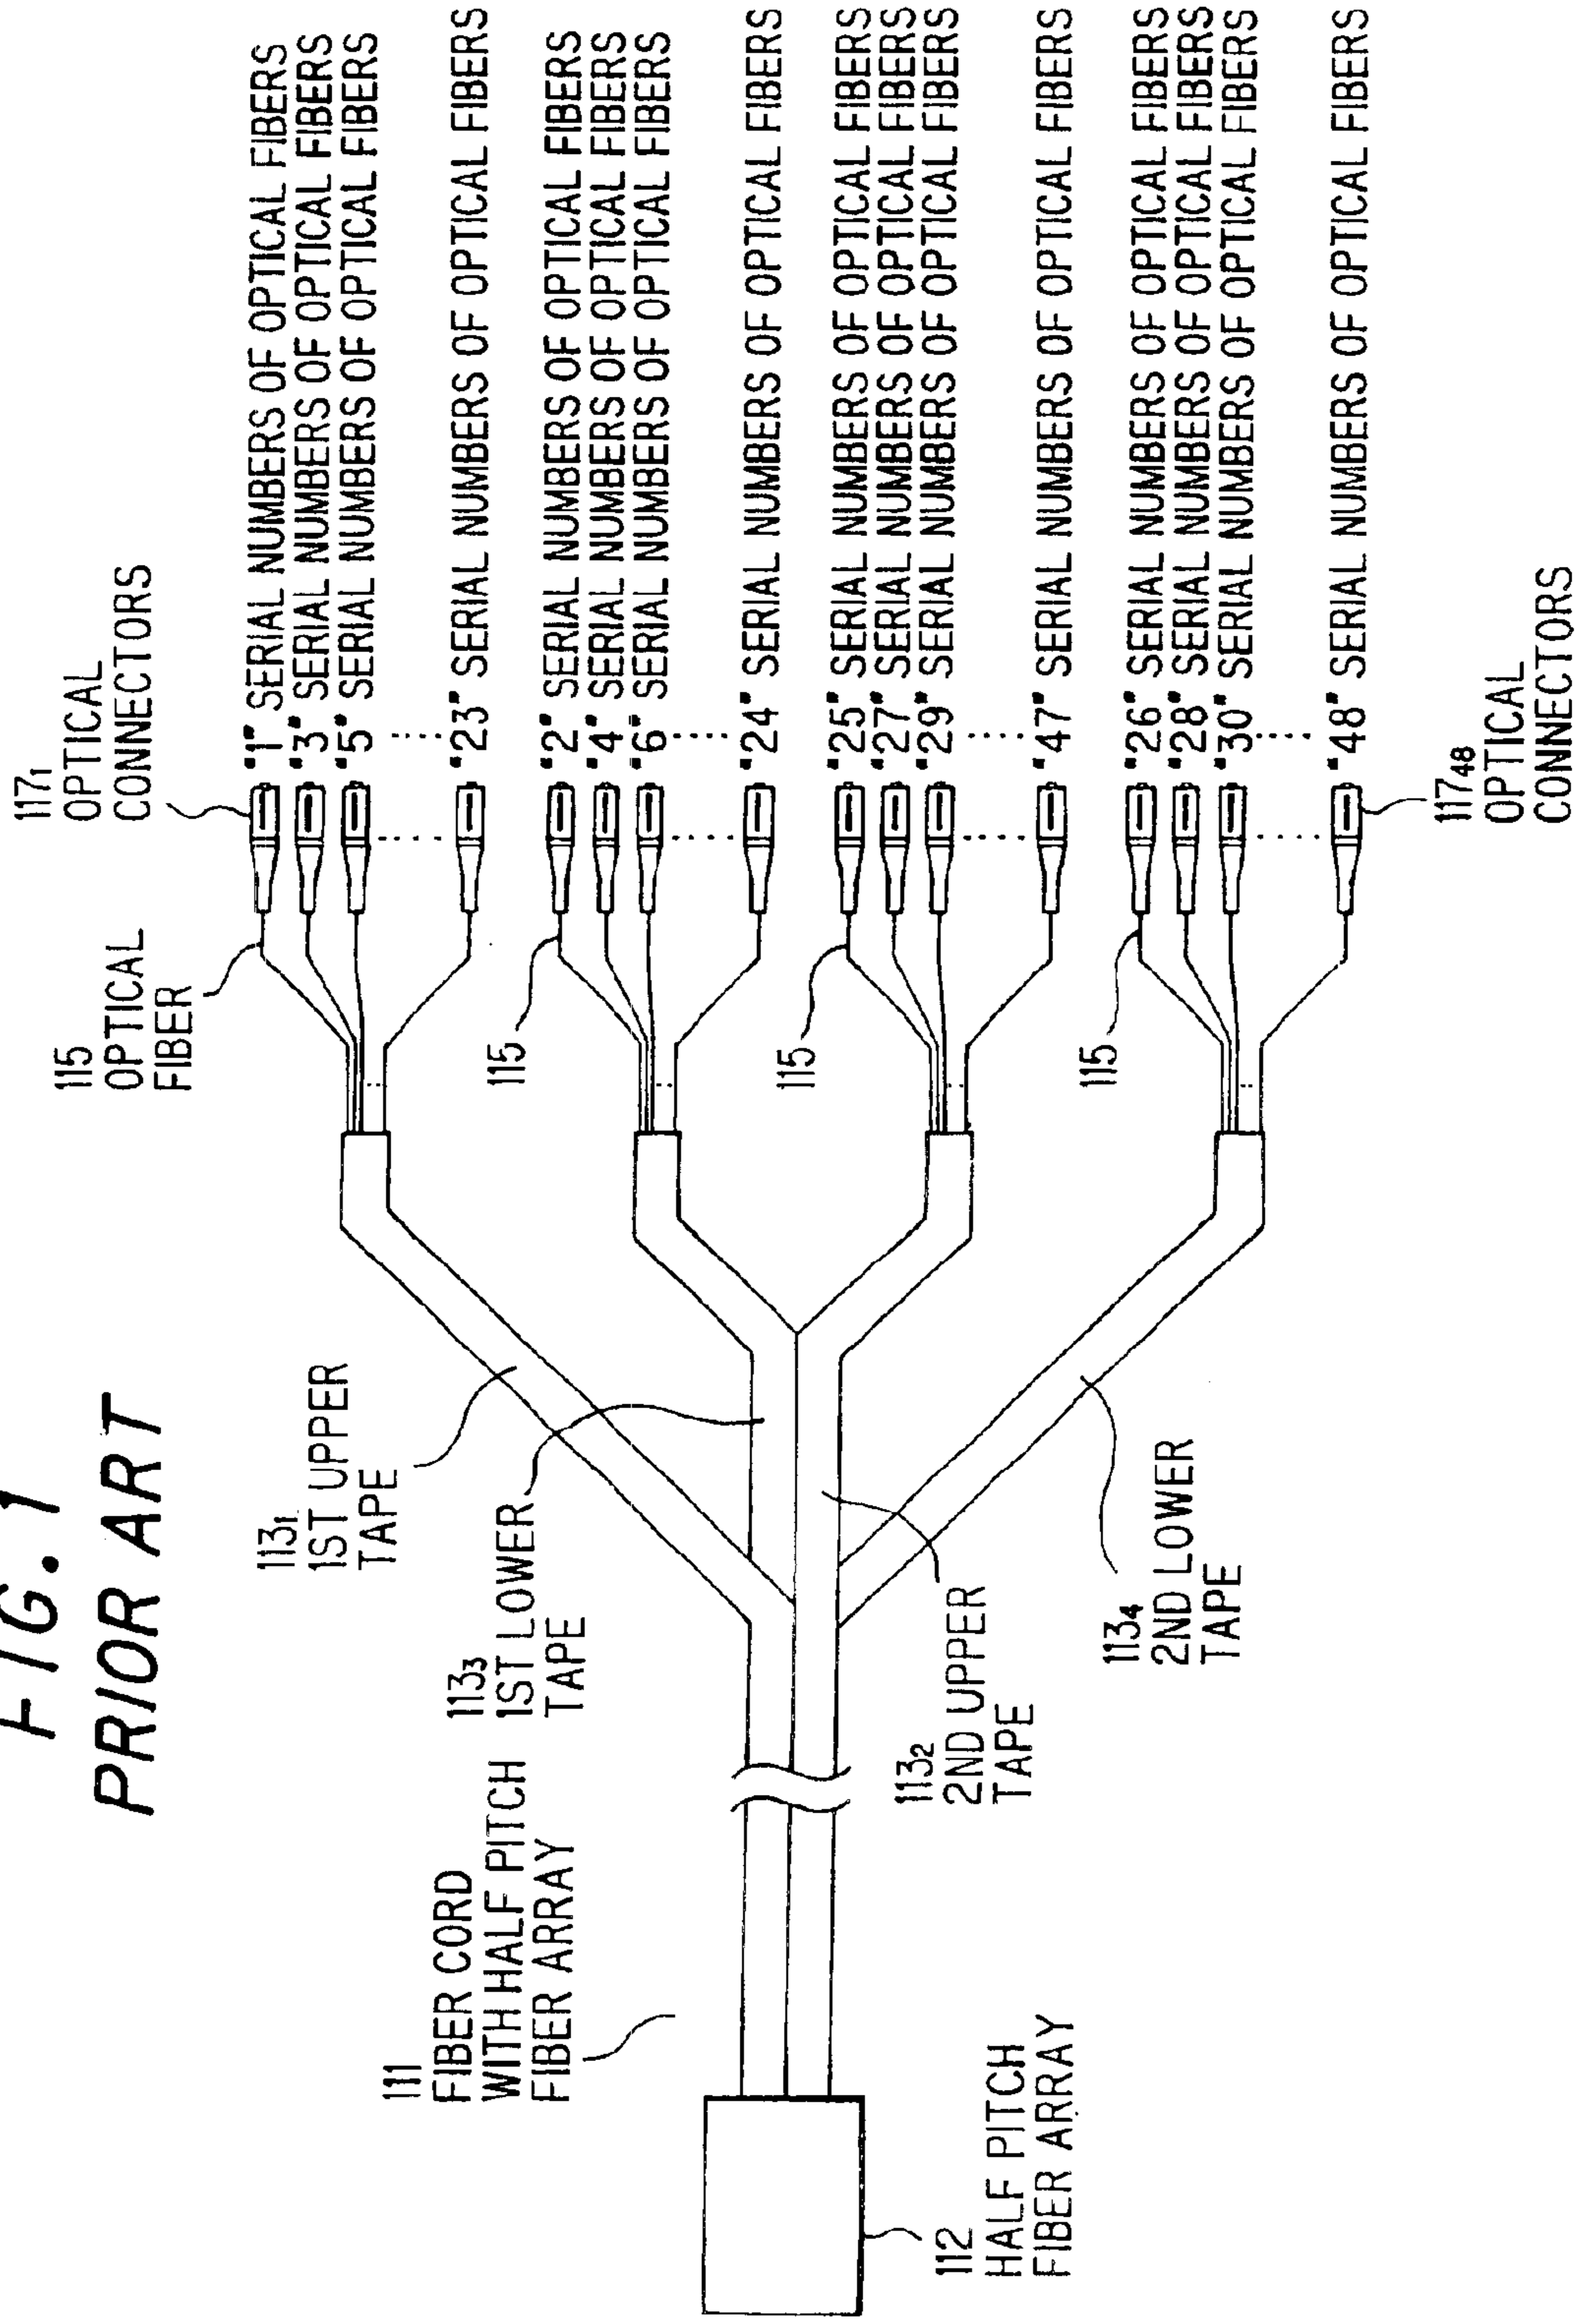 FIG. 1
PRIOR ART
111
FIBER CORD
WITH HALF PITCH
FIBER ARRAY
112
HALF PITCH
FIBER ARRAY
113₁
1ST UPPER
TAPE
113₃
1ST LOWER
TAPE
113₂
2ND UPPER
TAPE
113₄
2ND LOWER
TAPE
115
OPTICAL
FIBER
115
115
115
117₁
OPTICAL
CONNECTORS
"1" SERIAL NUMBERS OF OPTICAL FIBERS
"3" SERIAL NUMBERS OF OPTICAL FIBERS
"5" SERIAL NUMBERS OF OPTICAL FIBERS
"23" SERIAL NUMBERS OF OPTICAL FIBERS
"2" SERIAL NUMBERS OF OPTICAL FIBERS
"4" SERIAL NUMBERS OF OPTICAL FIBERS
"6" SERIAL NUMBERS OF OPTICAL FIBERS
"24" SERIAL NUMBERS OF OPTICAL FIBERS
"25" SERIAL NUMBERS OF OPTICAL FIBERS
"27" SERIAL NUMBERS OF OPTICAL FIBERS
"29" SERIAL NUMBERS OF OPTICAL FIBERS
"47" SERIAL NUMBERS OF OPTICAL FIBERS
"26" SERIAL NUMBERS OF OPTICAL FIBERS
"28" SERIAL NUMBERS OF OPTICAL FIBERS
"30" SERIAL NUMBERS OF OPTICAL FIBERS
"48" SERIAL NUMBERS OF OPTICAL FIBERS
117₄₈
OPTICAL
CONNECTORS